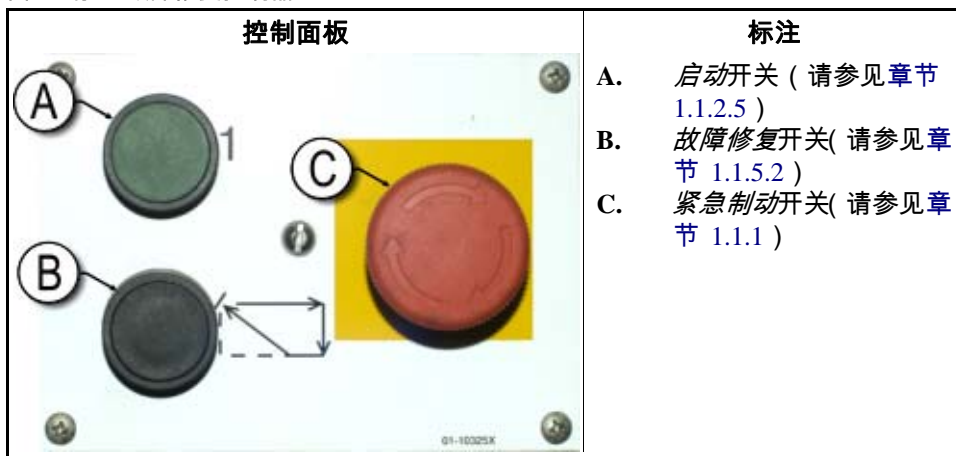 控制面板
标注
A
1
C
B
01-10325X
A. 启动开关（请参见章节
1.1.2.5）
B. 故障修复开关( 请参见章
节 1.1.5.2）
C. 紧急制动开关( 请参见章
节 1.1.1）